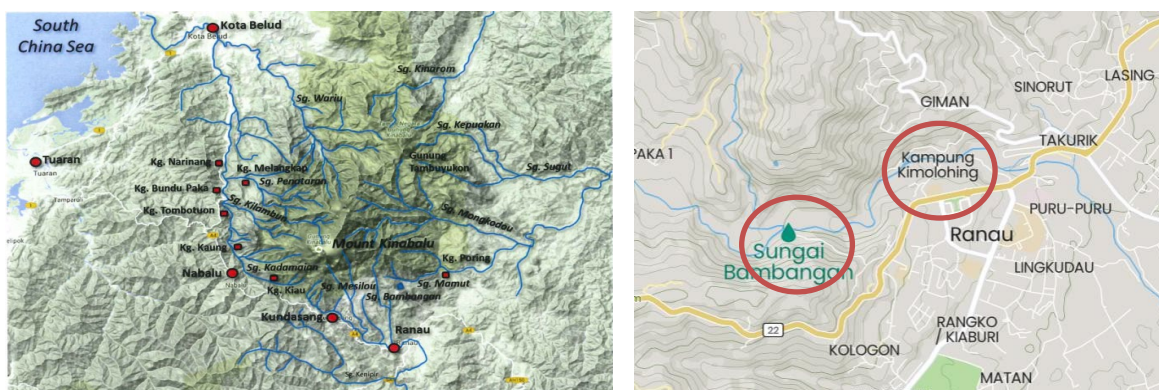 South
China Sea
Kota Belud
Kota Belud
Sg. Kinarom
Sg. Wariu
Sg. Kepuakan
Tuaran
Tuaran
Kg. Narinang
Kg. Melangkap
Gunung
Tambuyukon
Sg. Sugut
Kg. Bundu Paka
Sg. Penataran
Kg. Tombotuon
Sg. Kilambun
Sg. Mongkodou
Kg. Kaung
Mount Kinabalu
Kg. Poring
Nabalu
Sg. Kadamaian
Kg. Kiau
Sg. Mesilou
Sg. Mamut
Sg. Bambangan
Kundasang
Ranau
Sg. Kenipir
LASING
SINORUT
GIMAN
TAKURIK
PAKA 1
Kampung
Kimolohing
PURU-PURU
Ranau
Sungai
Bambangan
LINGKUDAU
22
RANGKO
/ KIABURI
KOLOGON
MATAN